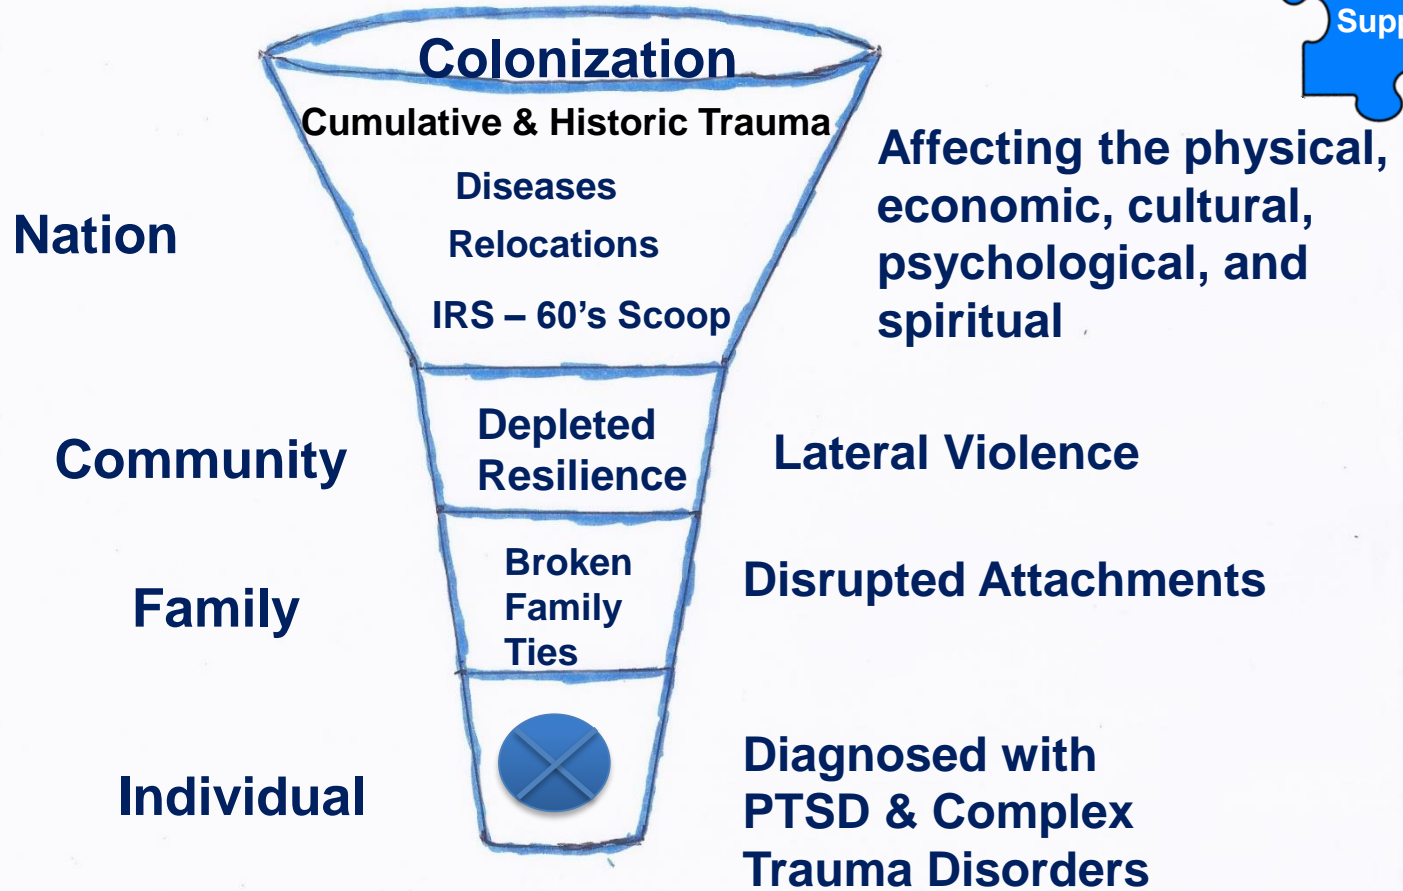 Supp
Colonization
Cumulative & Historic Trauma
Diseases
Relocations
IRS – 60’s Scoop
Nation
Affecting the physical,
economic, cultural,
psychological, and
spiritual
Community
Depleted
Resilience
Lateral Violence
Family
Broken
Family
Ties
Disrupted Attachments
Individual
Diagnosed with
PTSD & Complex
Trauma Disorders